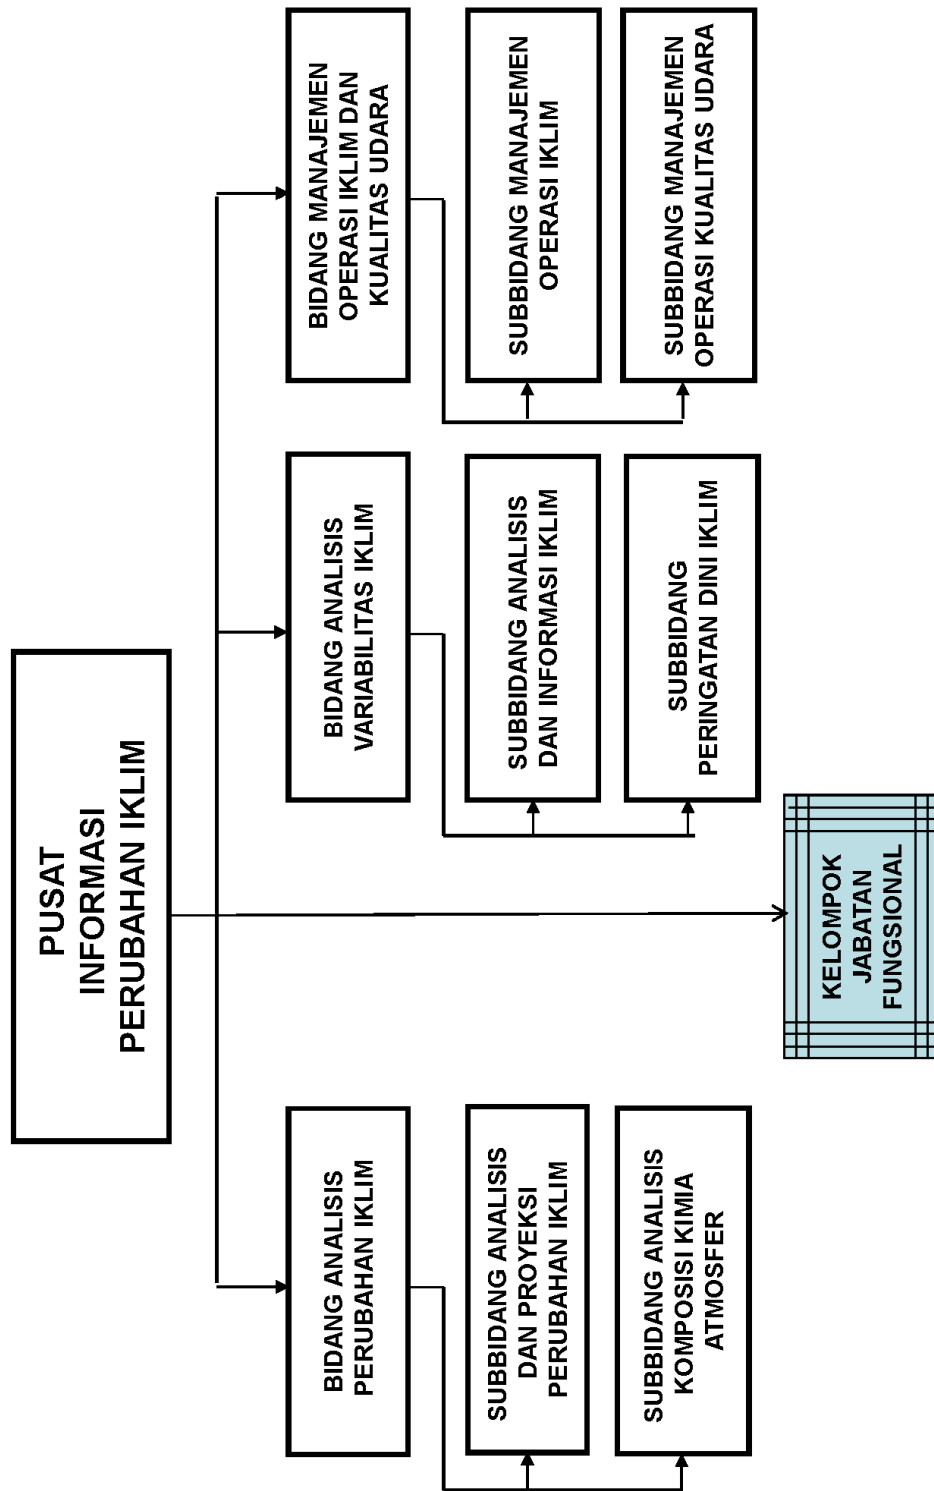 PUSAT
INFORMASI
PERUBAHAN IKLIM
BIDANG ANALISIS
PERUBAHAN IKLIM
SUBBIDANG ANALISIS
DAN PROYEKSI
PERUBAHAN IKLIM
SUBBIDANG ANALISIS
KOMPOSISI KIMIA
ATMOSFER
BIDANG ANALISIS
VARIABILITAS IKLIM
SUBBIDANG ANALISIS
DAN INFORMASI IKLIM
SUBBIDANG
PERINGATAN DINI IKLIM
BIDANG MANAJEMEN
OPERASI IKLIM DAN
KUALITAS UDARA
SUBBIDANG MANAJEMEN
OPERASI IKLIM
SUBBIDANG MANAJEMEN
OPERASI KUALITAS UDARA
KELOMPOK
JABATAN
FUNGSIONAL